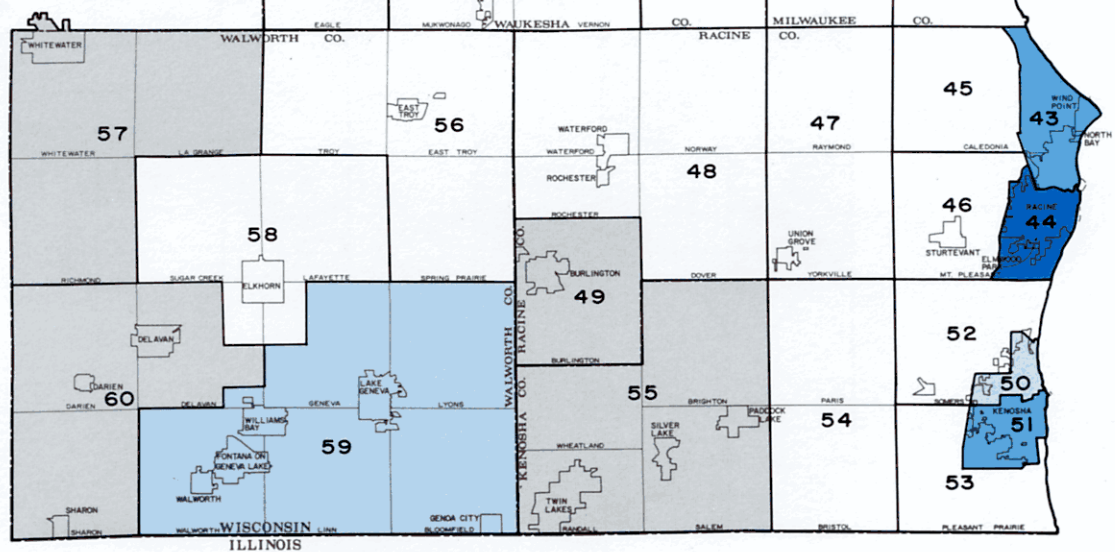 EAGLE
MUKWONAGO
WAUKESHA
VERNON
CO.
MILWAUKEE
CO.
WALWORTH CO.
RACINE CO.
WHITEWATER
45
WIND
POINT
43
NORTH
BAY
EAST
TROY
56
57
47
WATERFORD
WHITEWATER
LA GRANGE
TROY
EAST TROY
WATERFORD
NORWAY
RAYMOND
CALEDONIA
48
ROCHESTER
46
RACINE
44
ROCHESTER
58
CO.
UNION
GROVE
STURTEVANT
ELMWOOD
PARK
RICHMOND
SUGAR CREEK
LAFAYETTE
SPRING PRAIRIE
BURLINGTON
DOVER
YORKVILLE
MT. PLEASANT
ELKHORN
49
WALWORTH CO.
RACINE
DELAVAN
52
BURLINGTON
DARIEN
LAKE
GENEVA
50
60
55
DARIEN
DELAVAN
GENEVA
LYONS
BRIGHTON
PARIS
SOMERS
KENOSHA CO.
WILLIAMS
BAY
PADDOCK
LAKE
54
KENOSHA
51
SILVER
LAKE
59
WHEATLAND
FONTANA ON
GENEVA LAKE
53
WALWORTH
TWIN
LAKES
SHARON
GENOA CITY
SHARON
WALWORTH
WISCONSIN
LINN
BLOOMFIELD
RANDALL
SALEM
BRISTOL
PLEASANT PRAIRIE
ILLINOIS